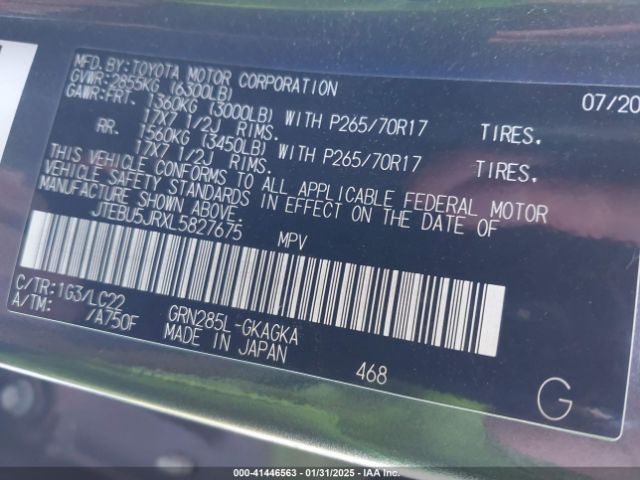 MFD.BY:TOYOTA MOTOR CORPORATION 07/20
GVWR:2855KG (6300LB)
GAWR:FRT. 1360KG (3000LB) WITH P265/70R17 TIRES.
17X7 1/2J RIMS.
RR. 1560KG (3450LB) WITH P265/70R17 TIRES.
17X7 1/2J RIMS.
THIS VEHICLE CONFORMS TO ALL APPLICABLE FEDERAL MOTOR
VEHICLE SAFETY STANDARDS IN EFFECT ON THE DATE OF
MANUFACTURE SHOWN ABOVE.
JTEBU5JRXL5827675 MPV
C/TR:1G3/LC22 GRN285L-GKAGKA
A/TM: /A750F MADE IN JAPAN
468
G
000-41446563 - 01/31/2025 - IAA Inc.